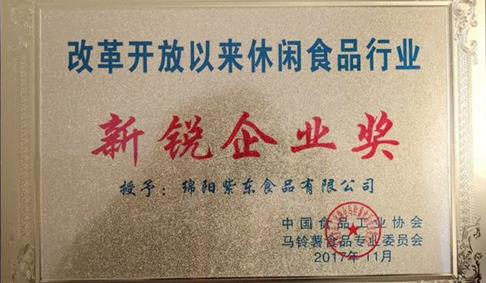 改革开放以来休闲食品行业
新锐企业奖
授予：绵阳紫东食品有限公司
中国食品工业协会
马铃薯食品专业委员会
2017年11月